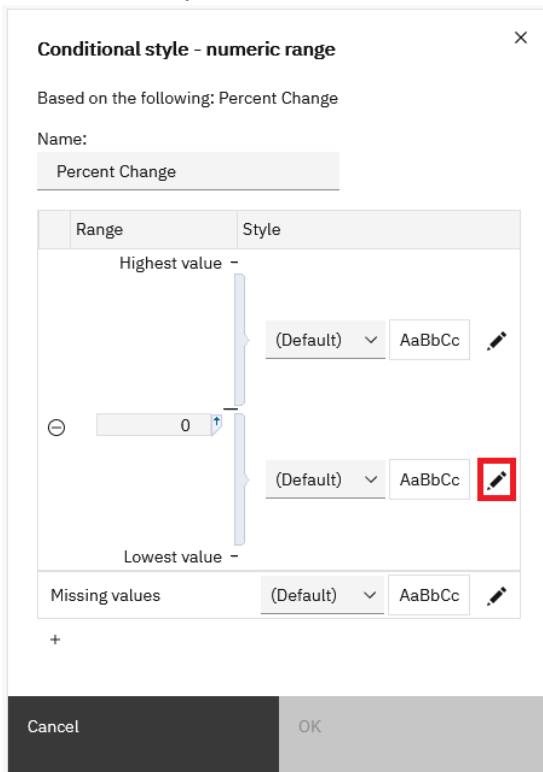 Conditional style - numeric range
Based on the following: Percent Change
Name:
Percent Change
Range Style
Highest value
(Default) AaBbCc
0
(Default) AaBbCc
Lowest value
Missing values (Default) AaBbCc
Cancel OK